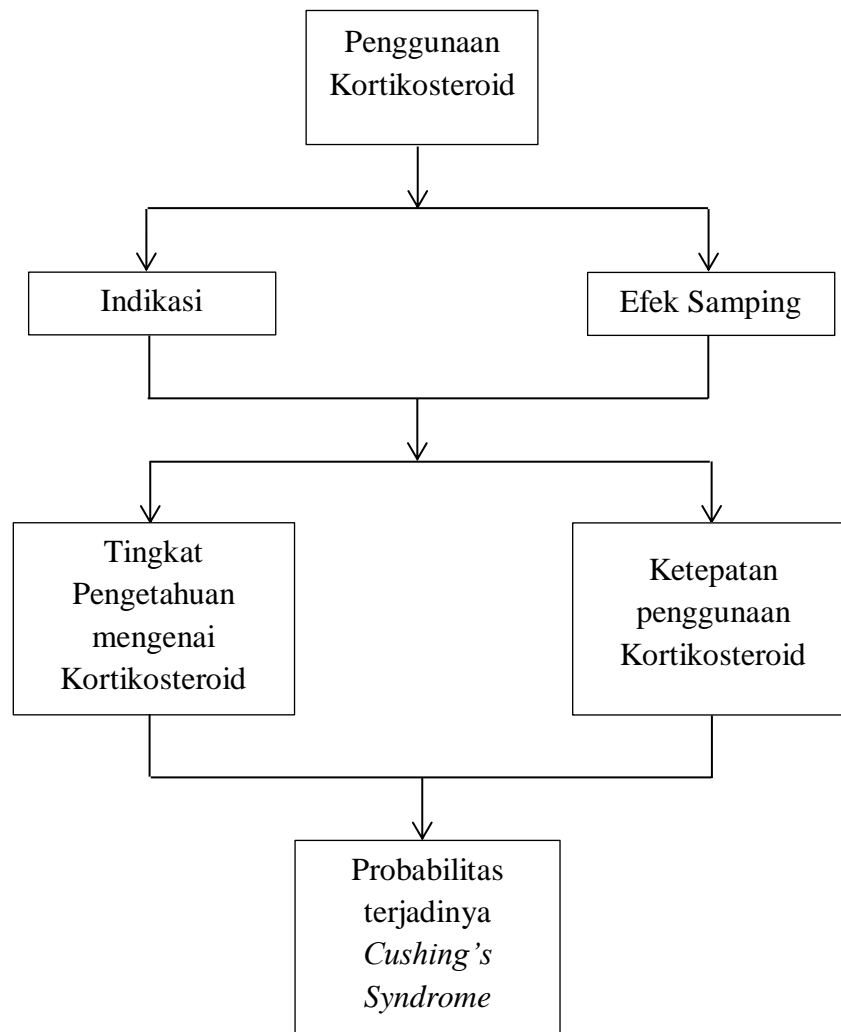 Penggunaan
Kortikosteroid
Indikasi
Efek Samping
Tingkat
Pengetahuan
mengenai
Kortikosteroid
Ketepatan
penggunaan
Kortikosteroid
Probabilitas
terjadinya
Cushing’s
Syndrome